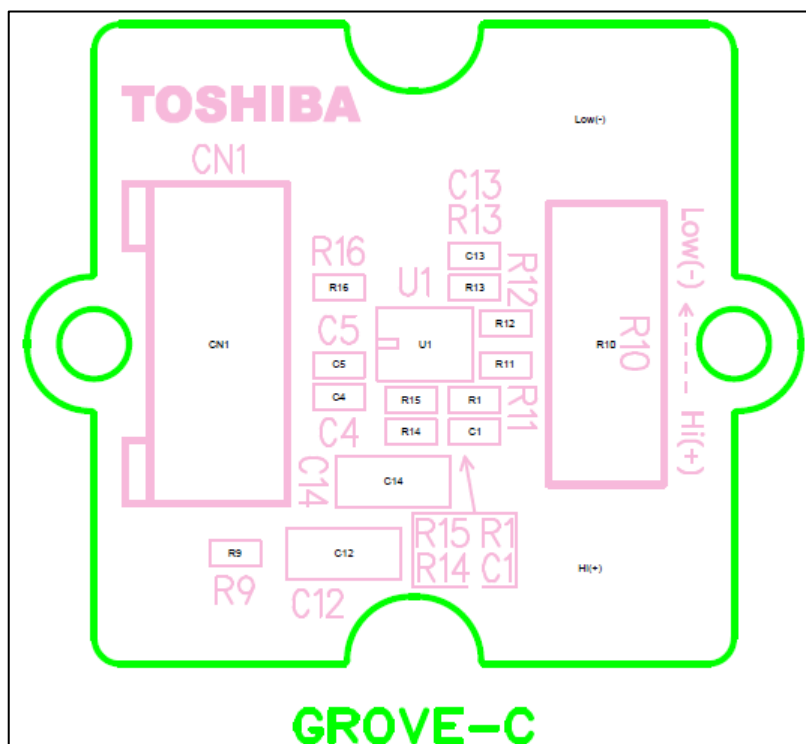 TOSHIBA
Low(-)
CN1
C13
R13
C13
R16
R12
Low(-)
R16
R13
U1
R12
C5
CN1
U1
R10
R10
C5
R11
C4
R15
R1
R11
Hi(+)
R14
C1
C4
C14
C14
R15 R1
R14 C1
R9
C12
Hi(+)
R9
C12
GROVE-C